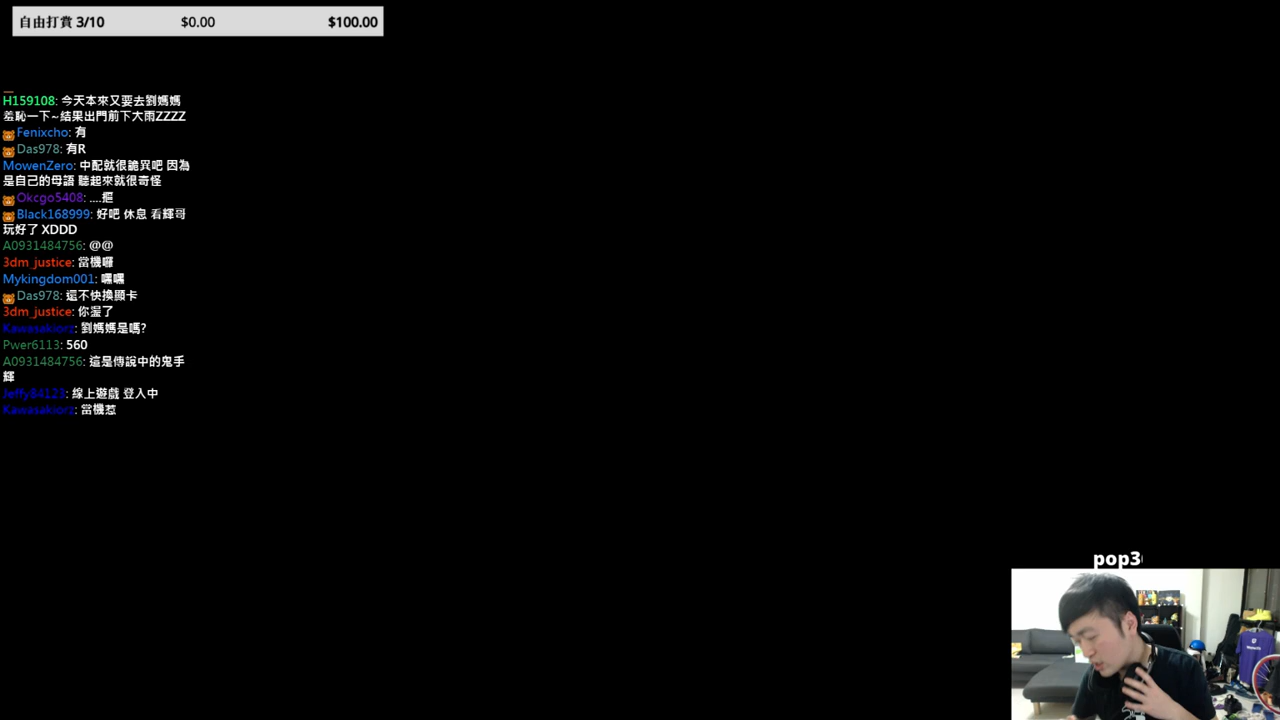 自由打賞 3/10 $0.00 $100.00
H159108: 今天本來又要去劉媽媽
羞恥一下~結果出門前下大雨ZZZZ
Fenixcho: 有
Das978: 有R
MowenZero: 中配就很詭異吧 因為
是自己的母語 聽起來就很奇怪
Okcgo5408: ....摳
Black168999: 好吧 休息 看鋅哥
玩好了 XDDD
A0931484756: @@
3dm_justice: 當機囉
Mykingdom001: 嘿嘿
Das978: 還不快換顯卡
3dm_justice: 你溼了
Kawasakiorz: 劉媽媽是嗎?
Pwer6113: 560
A0931484756: 這是傳說中的鬼手
輝
Jeffy84123: 線上遊戲 登入中
Kawasakiorz: 當機惹
pop3